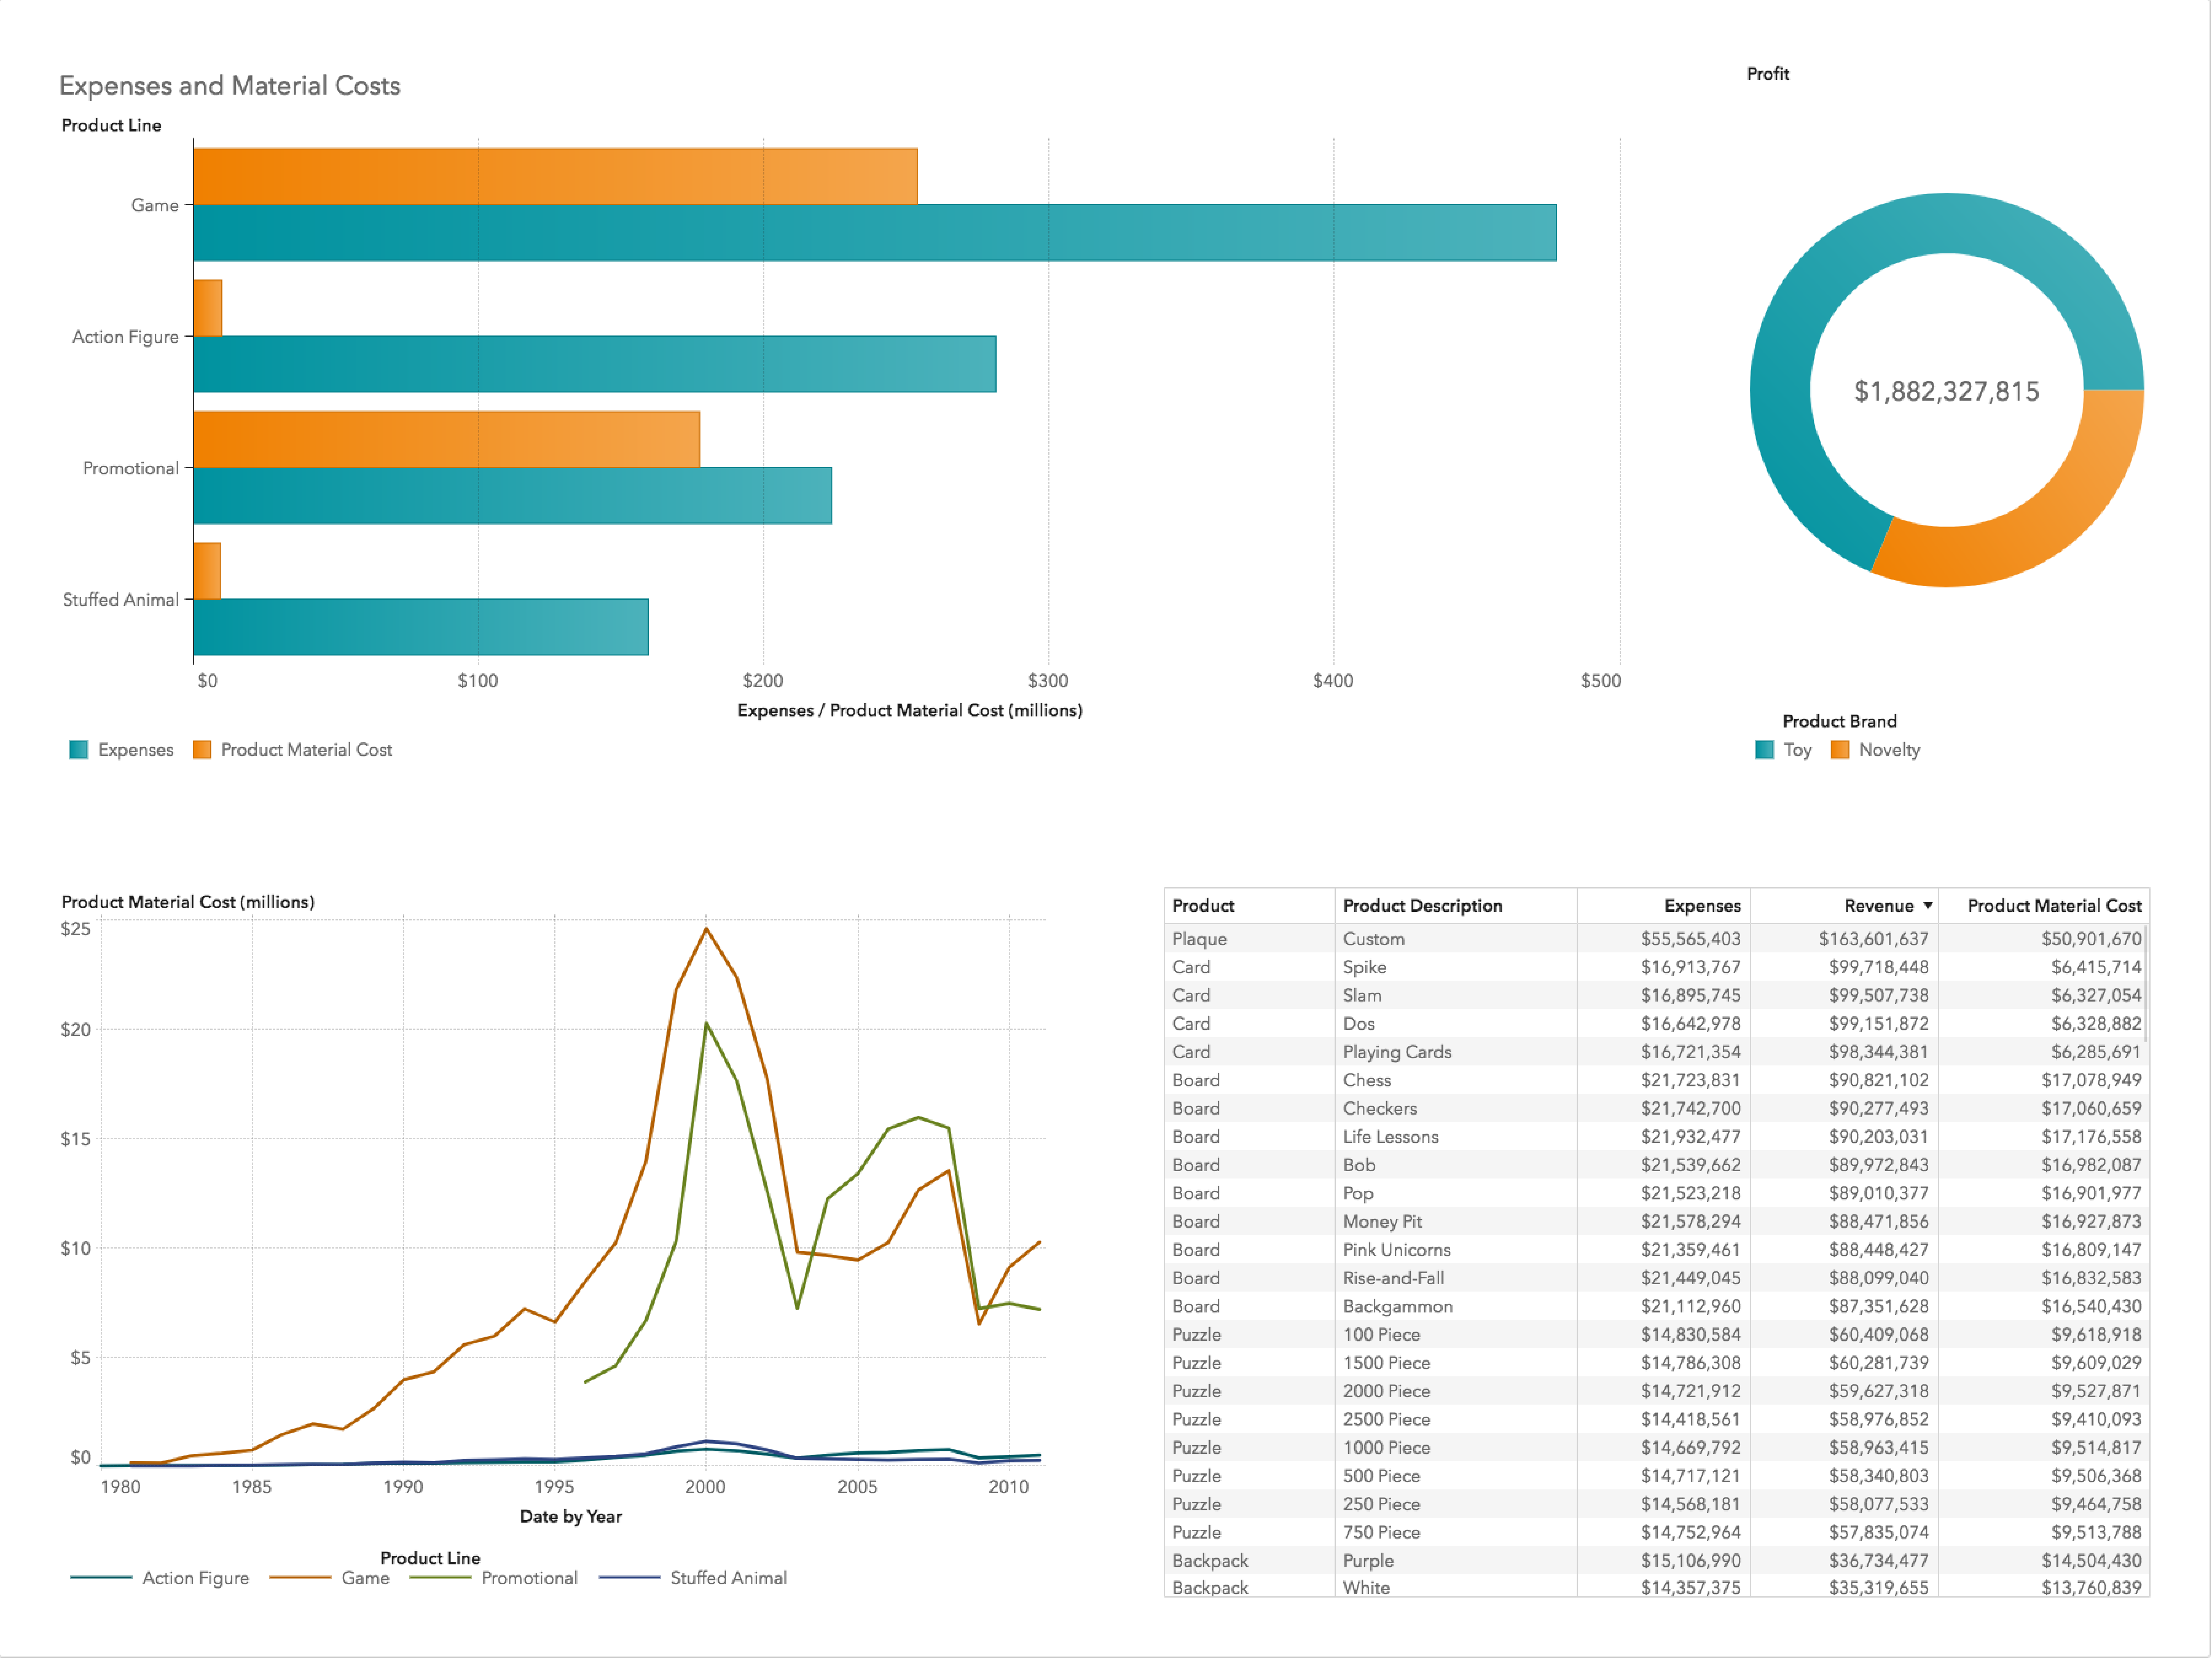 Expenses and Material Costs
Product Line
Game
Action Figure
Promotional
Stuffed Animal
$0 $100 $200 $300 $400 $500
Expenses / Product Material Cost (millions)
Expenses Product Material Cost
Profit
$1,882,327,815
Product Brand
Toy Novelty
Product Material Cost (millions)
$25
$20
$15
$10
$5
$0
1980 1985 1990 1995 2000 2005 2010
Date by Year
Product Line
Action Figure Game Promotional Stuffed Animal
Product Product Description Expenses Revenue ▼ Product Material Cost
Plaque Custom $55,565,403 $163,601,637 $50,901,670
Card Spike $16,913,767 $99,718,448 $6,415,714
Card Slam $16,895,745 $99,507,738 $6,327,054
Card Dos $16,642,978 $99,151,872 $6,328,882
Card Playing Cards $16,721,354 $98,344,381 $6,285,691
Board Chess $21,723,831 $90,821,102 $17,078,949
Board Checkers $21,742,700 $90,277,493 $17,060,659
Board Life Lessons $21,932,477 $90,203,031 $17,176,558
Board Bob $21,539,662 $89,972,843 $16,982,087
Board Pop $21,523,218 $89,010,377 $16,901,977
Board Money Pit $21,578,294 $88,471,856 $16,927,873
Board Pink Unicorns $21,359,461 $88,448,427 $16,809,147
Board Rise-and-Fall $21,449,045 $88,099,040 $16,832,583
Board Backgammon $21,112,960 $87,351,628 $16,540,430
Puzzle 100 Piece $14,830,584 $60,409,068 $9,618,918
Puzzle 1500 Piece $14,786,308 $60,281,739 $9,609,029
Puzzle 2000 Piece $14,721,912 $59,627,318 $9,527,871
Puzzle 2500 Piece $14,418,561 $58,976,852 $9,410,093
Puzzle 1000 Piece $14,669,792 $58,963,415 $9,514,817
Puzzle 500 Piece $14,717,121 $58,340,803 $9,506,368
Puzzle 250 Piece $14,568,181 $58,077,533 $9,464,758
Puzzle 750 Piece $14,752,964 $57,835,074 $9,513,788
Backpack Purple $15,106,990 $36,734,477 $14,504,430
Backpack White $14,357,375 $35,319,655 $13,760,839